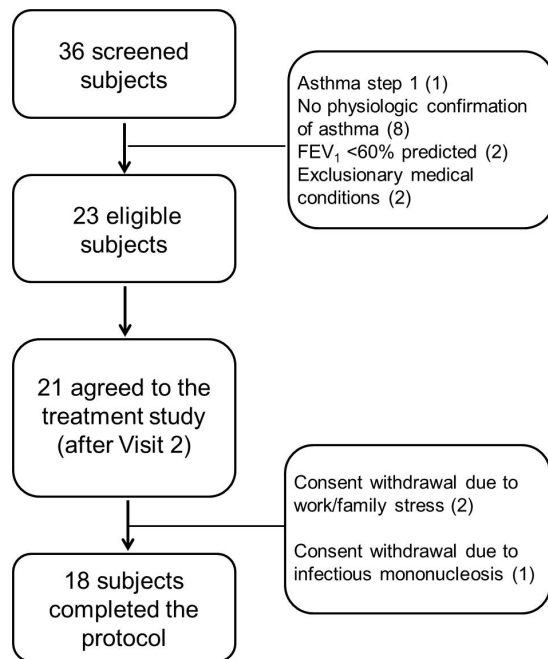 36 screened
subjects
Asthma step 1 (1)
No physiologic confirmation
of asthma (8)
FEV₁ <60% predicted (2)
Exclusionary medical
conditions (2)
23 eligible
subjects
21 agreed to the
treatment study
(after Visit 2)
Consent withdrawal due to
work/family stress (2)
Consent withdrawal due to
infectious mononucleosis (1)
18 subjects
completed the
protocol